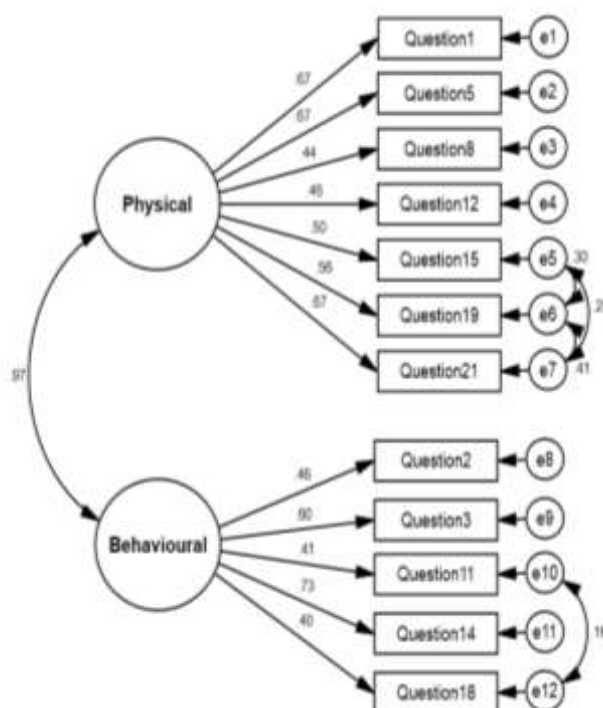 Question1 e1
.67
Question5 e2
.67
Question8 e3
.44
Physical
.46
Question12 e4
.50
Question15 e5
.30
.56
Question19 e6
Question21 e7
.41
.97
Question2 e8
.46
Question3 e9
.60
Behavioural
.41
Question11 e10
.73
Question14 e11
.40
Question18 e12